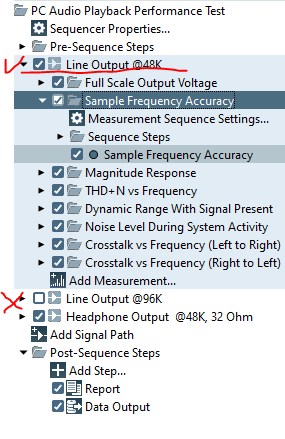 PC Audio Playback Performance Test
Sequencer Properties...
Pre-Sequence Steps
Line Output @48K
Full Scale Output Voltage
Sample Frequency Accuracy
Measurement Sequence Settings...
Sequence Steps
Sample Frequency Accuracy
Magnitude Response
THD+N vs Frequency
Dynamic Range With Signal Present
Noise Level During System Activity
Crosstalk vs Frequency (Left to Right)
Crosstalk vs Frequency (Right to Left)
Add Measurement...
Line Output @96K
Headphone Output @48K, 32 Ohm
Add Signal Path
Post-Sequence Steps
Add Step...
Report
Data Output